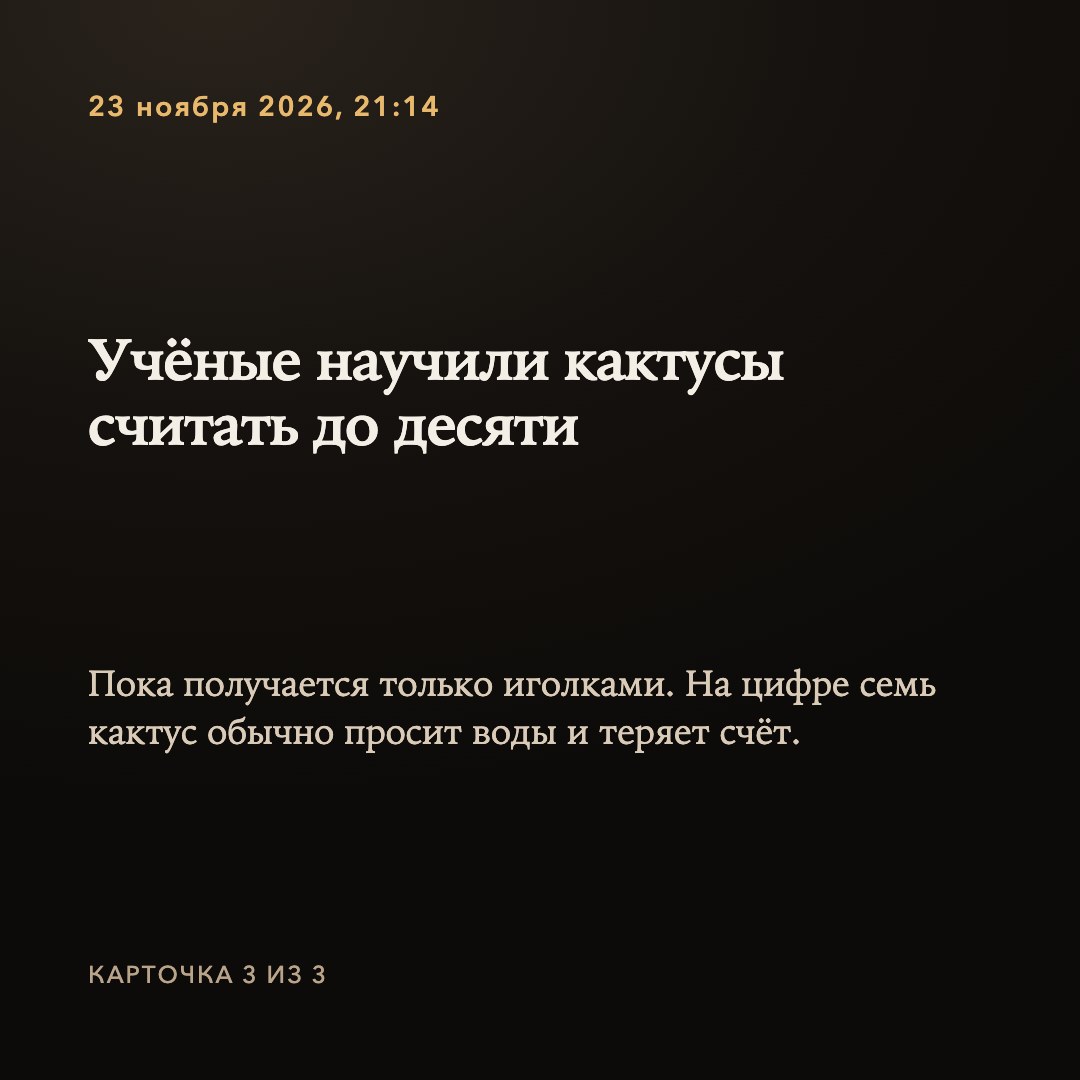 23 ноября 2026, 21:14
Учёные научили кактусы
считать до десяти
Пока получается только иголками. На цифре семь
кактус обычно просит воды и теряет счёт.
КАРТОЧКА 3 ИЗ 3